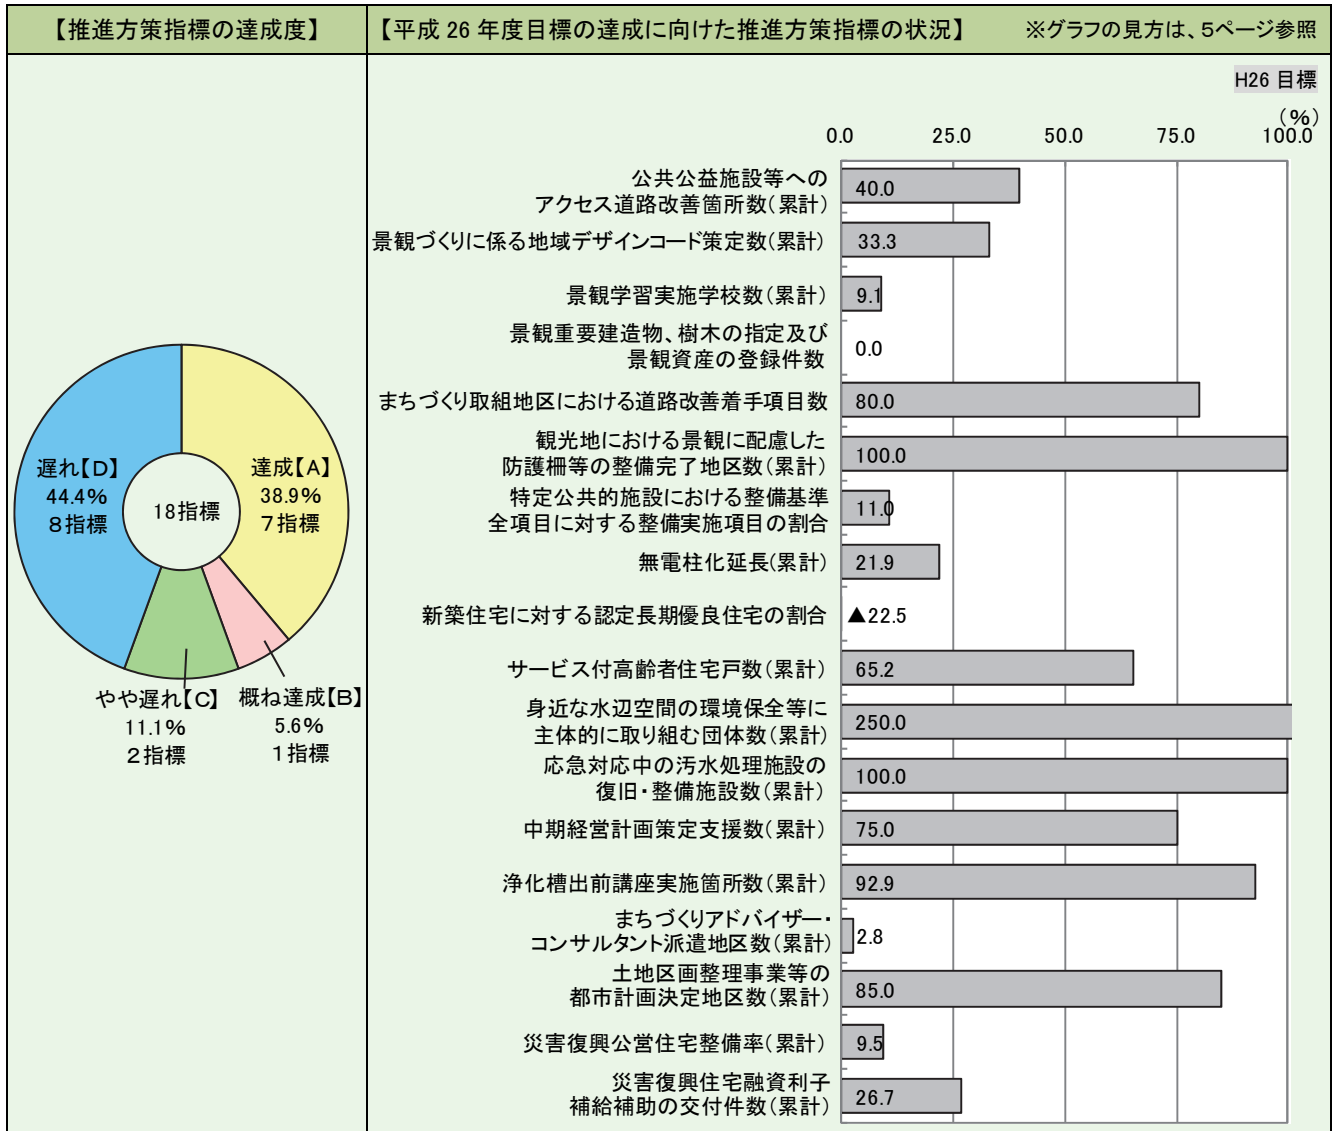 【推進方策指標の達成度】
【平成 26 年度目標の達成に向けた推進方策指標の状況】 ※グラフの見方は、5ページ参照
遅れ【D】
44.4%
8指標
18指標
達成【A】
38.9%
7指標
やや遅れ【C】
11.1%
2指標
概ね達成【B】
5.6%
1指標
H26 目標
(%)
0.0 25.0 50.0 75.0 100.0
公共公益施設等への
アクセス道路改善箇所数(累計)
40.0
景観づくりに係る地域デザインコード策定数(累計)
33.3
景観学習実施学校数(累計)
9.1
景観重要建造物、樹木の指定及び
景観資産の登録件数
0.0
まちづくり取組地区における道路改善着手項目数
80.0
観光地における景観に配慮した
防護柵等の整備完了地区数(累計)
100.0
特定公共的施設における整備基準
全項目に対する整備実施項目の割合
11.0
無電柱化延長(累計)
21.9
新築住宅に対する認定長期優良住宅の割合
▲22.5
サービス付高齢者住宅戸数(累計)
65.2
身近な水辺空間の環境保全等に
主体的に取り組む団体数(累計)
250.0
応急対応中の汚水処理施設の
復旧・整備施設数(累計)
100.0
中期経営計画策定支援数(累計)
75.0
浄化槽出前講座実施箇所数(累計)
92.9
まちづくりアドバイザー・
コンサルタント派遣地区数(累計)
2.8
土地区画整理事業等の
都市計画決定地区数(累計)
85.0
災害復興公営住宅整備率(累計)
9.5
災害復興住宅融資利子
補給補助の交付件数(累計)
26.7